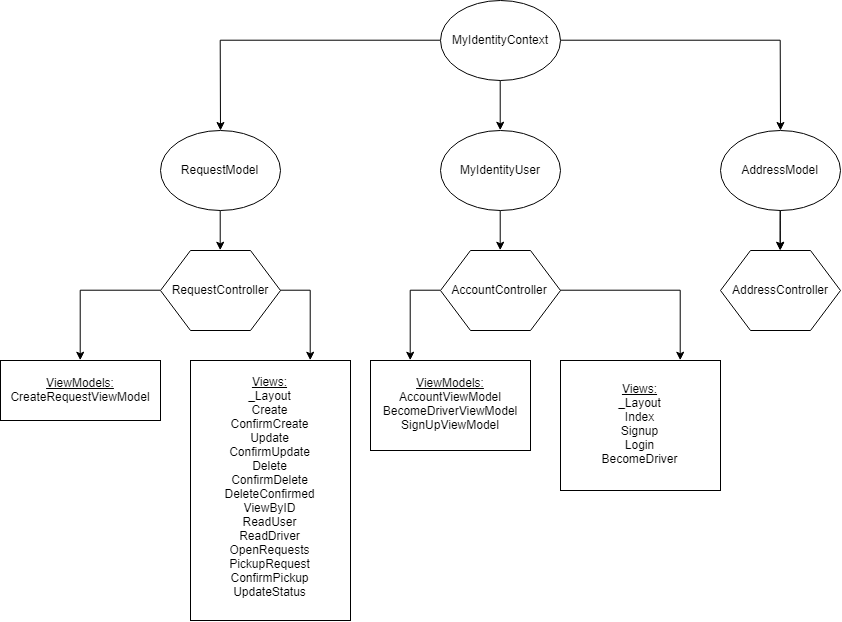 MyIdentityContext
RequestModel
MyIdentityUser
AddressModel
RequestController
AccountController
AddressController
ViewModels:
CreateRequestViewModel
Views:
_Layout
Create
ConfirmCreate
Update
ConfirmUpdate
Delete
ConfirmDelete
DeleteConfirmed
ViewByID
ReadUser
ReadDriver
OpenRequests
PickupRequest
ConfirmPickup
UpdateStatus
ViewModels:
AccountViewModel
BecomeDriverViewModel
SignUpViewModel
Views:
_Layout
Index
Signup
Login
BecomeDriver